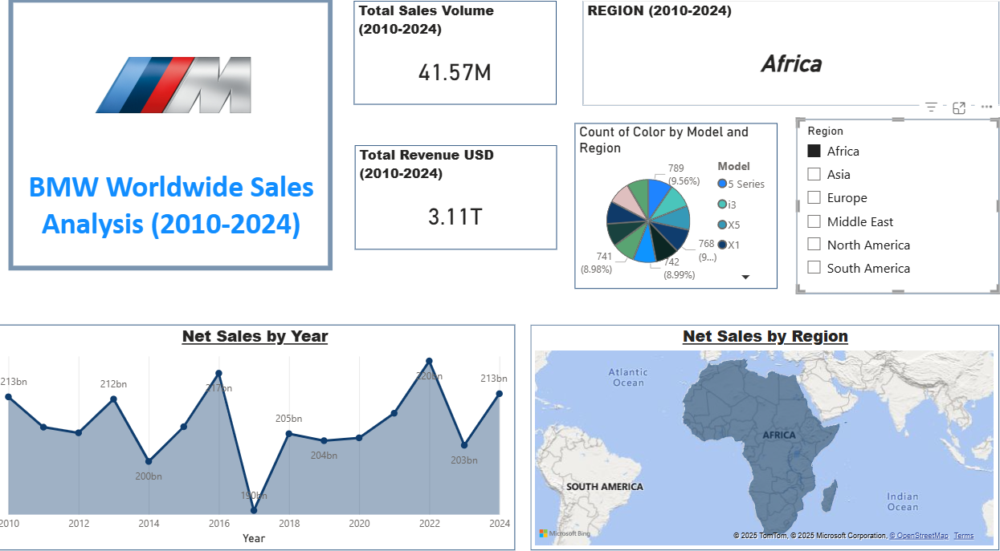 BMW Worldwide Sales
Analysis (2010-2024)
Total Sales Volume
(2010-2024)
41.57M
Total Revenue USD
(2010-2024)
3.11T
REGION (2010-2024)
Africa
Count of Color by Model and
Region
789
(9.56%)
768
(9...)
742
(8.99%)
741
(8.98%)
Model
5 Series
i3
X5
X1
Region
Africa
Asia
Europe
Middle East
North America
South America
Net Sales by Year
213bn
212bn
200bn
217bn
190bn
205bn
204bn
220bn
203bn
213bn
2010
2012
2014
2016
2018
2020
2022
2024
Year
Net Sales by Region
Atlantic
Ocean
AFRICA
SOUTH AMERICA
Indian
Ocean
Microsoft Bing
© 2025 TomTom, © 2025 Microsoft Corporation, © OpenStreetMap Terms